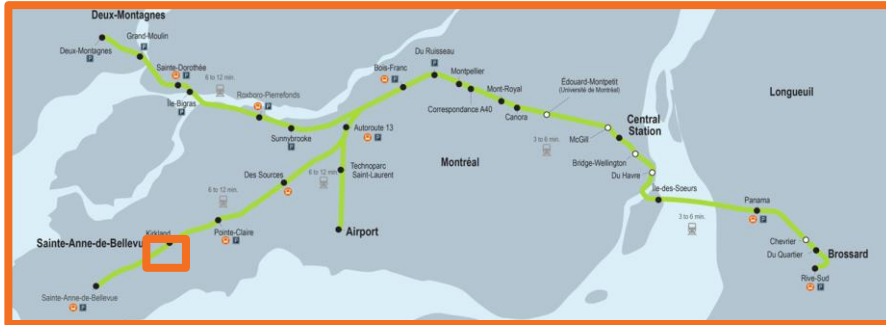 Deux-Montagnes
Grand-Moulin
P
Deux-Montagnes
P
Sainte-Dorothée
P
6 to 12 min.
Île-Bigras
P
Roxboro-Pierrefonds
P
Sunnybrooke
P
Bois-Franc
P
Du Ruisseau
P
Montpellier
Correspondance A40
Mont-Royal
Canora
Édouard-Montpetit
(Université de Montréal)
McGill
Central
Station
3 to 6 min.
Bridge-Wellington
Du Havre
Île-des-Sœurs
Longueuil
Montréal
Autoroute 13
P
6 to 12 min.
Technoparc
Saint-Laurent
Airport
Des Sources
6 to 12 min.
Pointe-Claire
P
Kirkland
Sainte-Anne-de-Bellevue
Sainte-Anne-de-Bellevue
P
3 to 6 min.
Panama
P
Chevrier
Du Quartier
Brossard
Rive-Sud
P